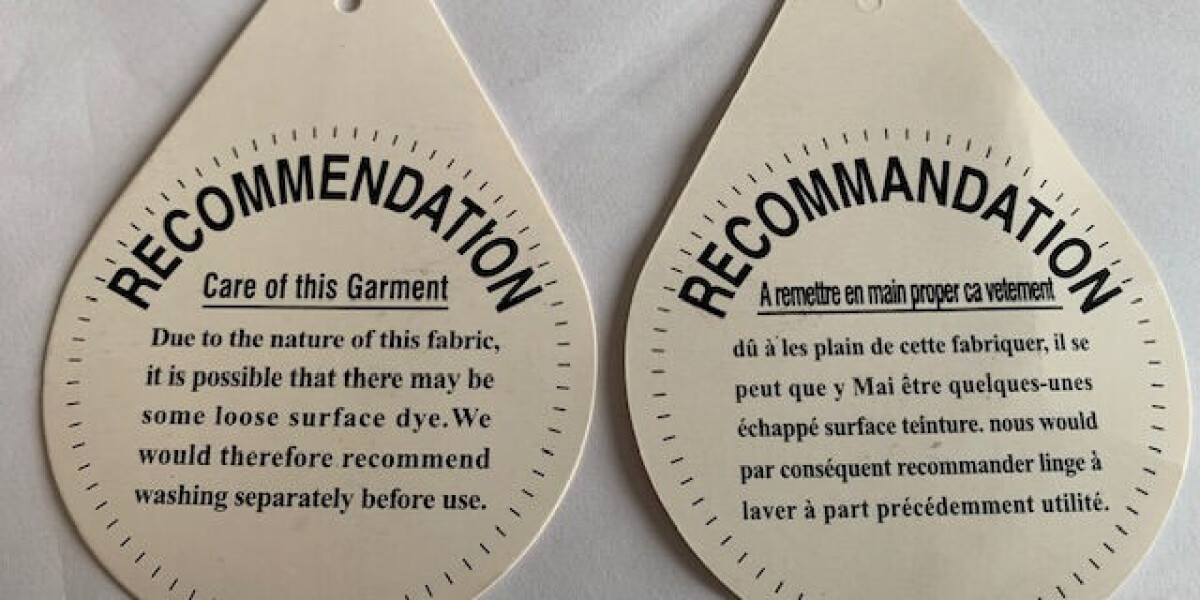 RECOMMENDATION
Care of this Garment
Due to the nature of this fabric,
it is possible that there may be
some loose surface dye. We
would therefore recommend
washing separately before use.
RECOMMANDATION
A remettre en main proper ca vetement
dû à les plain de cette fabriquer, il se
peut que y Mai être quelques-unes
échappé surface teinture. nous would
par conséquent recommander linge à
laver à part précédemment utilité.